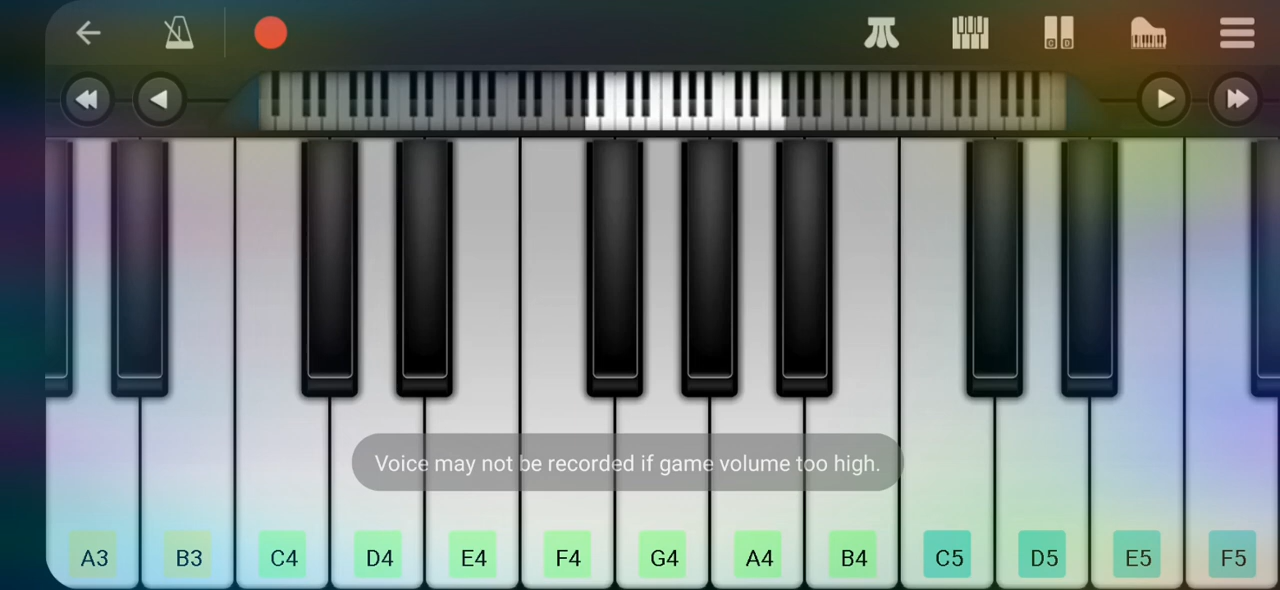 C D
Voice may not be recorded if game volume too high.
A3 B3 C4 D4 E4 F4 G4 A4 B4 C5 D5 E5 F5